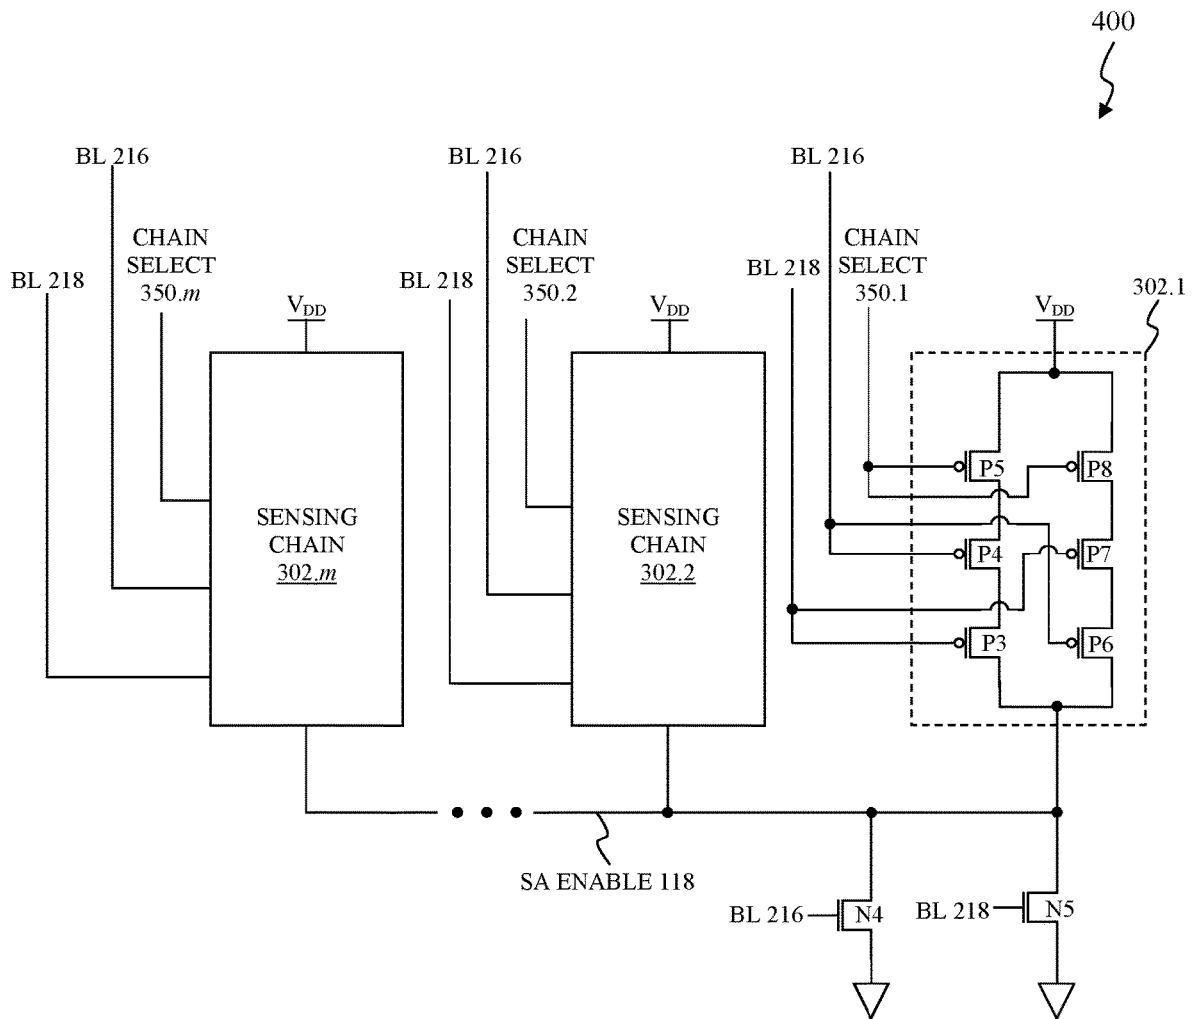 400
BL 216
BL 216
BL 216
CHAIN
SELECT
350.m
CHAIN
SELECT
350.2
CHAIN
SELECT
350.1
BL 218
BL 218
BL 218
302.1
VDD
VDD
VDD
P5
P8
SENSING
CHAIN
302.m
SENSING
CHAIN
302.2
P4
P7
P3
P6
SA ENABLE 118
BL 216
N4
BL 218
N5